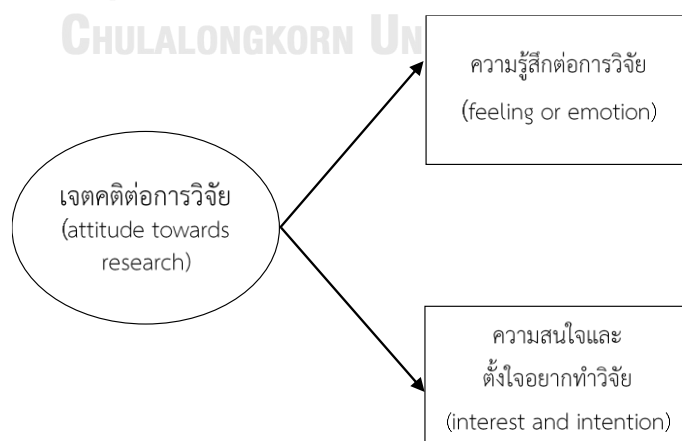 CHULALONGKORN UN
ความรู้สึกต่อการวิจัย
(feeling or emotion)
เจตคติต่อการวิจัย
(attitude towards
research)
ความสนใจและ
ตั้งใจอยากทำวิจัย
(interest and intention)